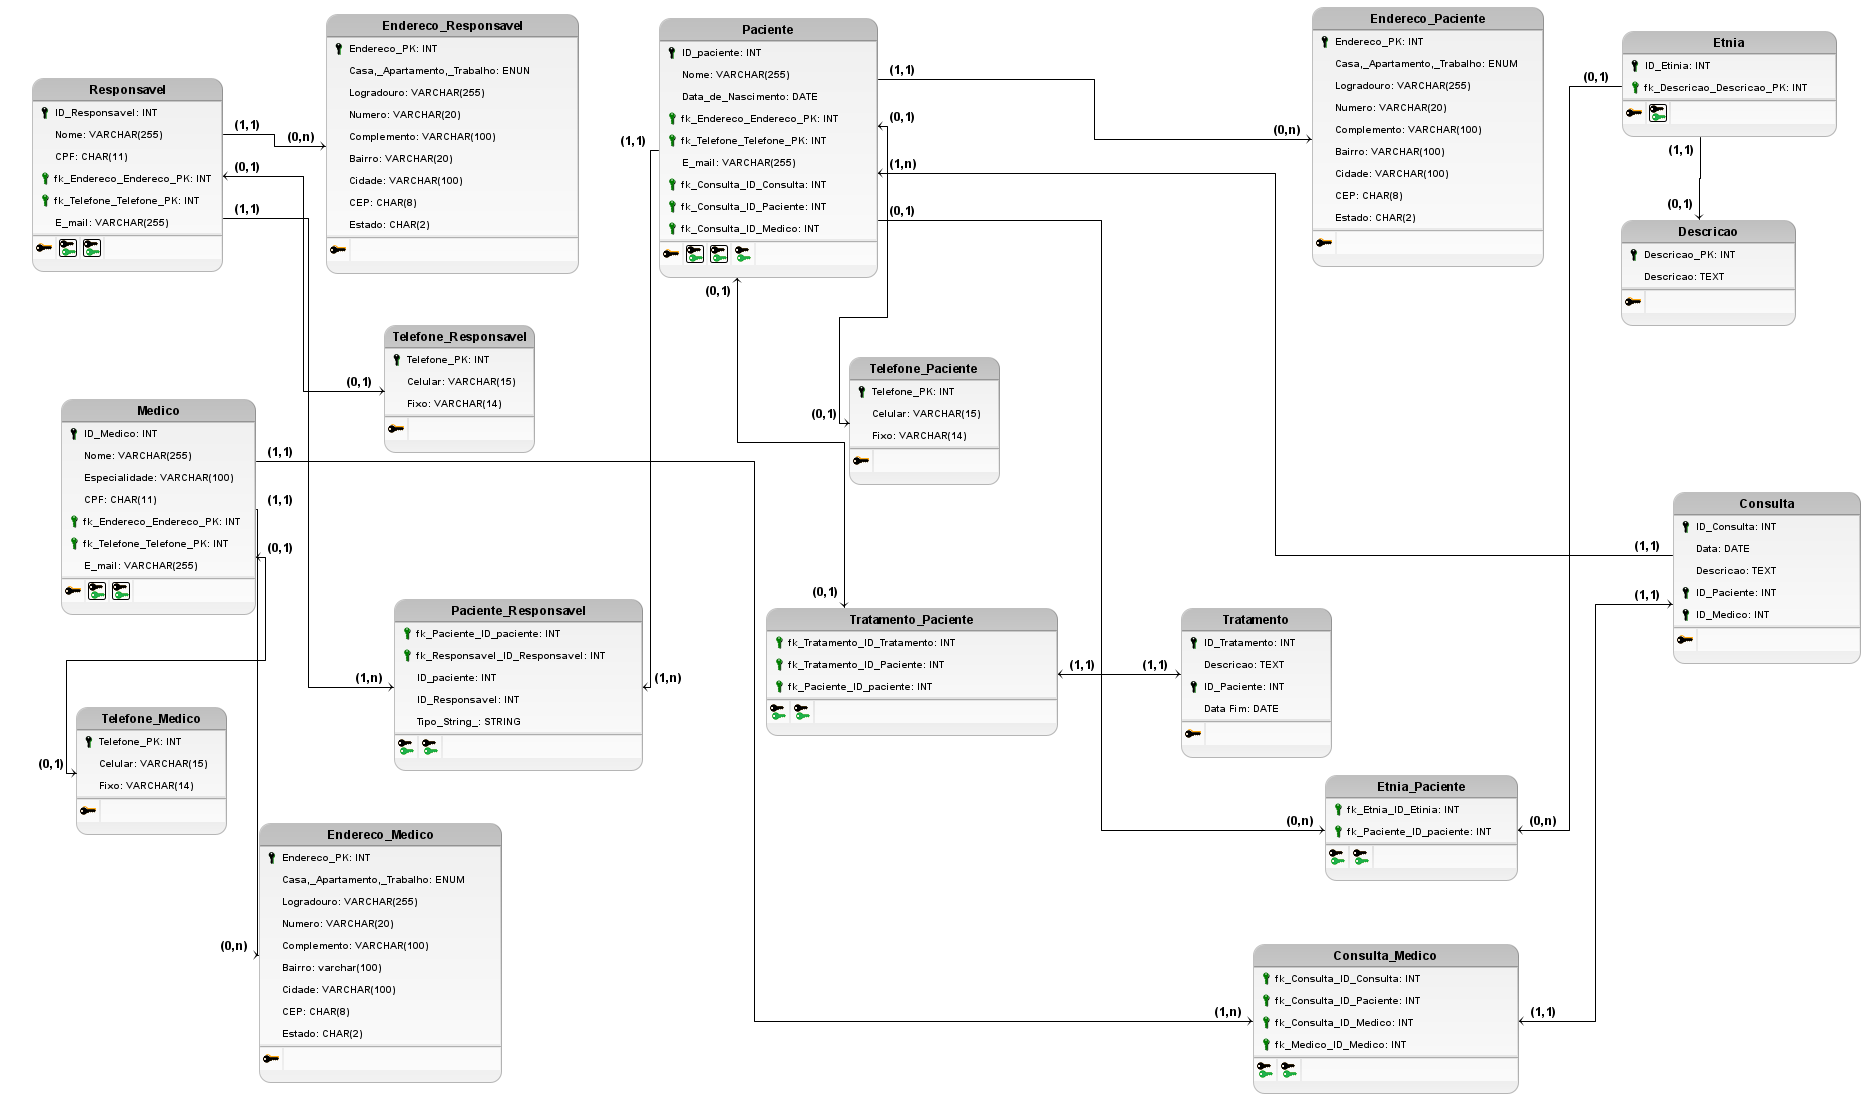 Endereco_Responsavel
Endereco_PK: INT
Casa,_Apartamento,_Trabalho: ENUN
Logradouro: VARCHAR(255)
Numero: VARCHAR(20)
Complemento: VARCHAR(100)
Bairro: VARCHAR(20)
Cidade: VARCHAR(100)
CEP: CHAR(8)
Estado: CHAR(2)
Paciente
ID_paciente: INT
Nome: VARCHAR(255)
Data_de_Nascimento: DATE
fk_Endereco_Endereco_PK: INT
fk_Telefone_Telefone_PK: INT
E_mail: VARCHAR(255)
fk_Consulta_ID_Consulta: INT
fk_Consulta_ID_Paciente: INT
fk_Consulta_ID_Medico: INT
(1,1)
(0,1)
(1,n)
(0,1)
(1,1)
(0,1)
Endereco_Paciente
Endereco_PK: INT
Casa,_Apartamento,_Trabalho: ENUM
Logradouro: VARCHAR(255)
Numero: VARCHAR(20)
Complemento: VARCHAR(100)
Bairro: VARCHAR(100)
Cidade: VARCHAR(100)
CEP: CHAR(8)
Estado: CHAR(2)
(0,n)
Etnia
ID_Etinia: INT
fk_Descricao_Descricao_PK: INT
(0,1)
(1,1)
(0,1)
Descricao
Descricao_PK: INT
Descricao: TEXT
Responsavel
ID_Responsavel: INT
Nome: VARCHAR(255)
CPF: CHAR(11)
fk_Endereco_Endereco_PK: INT
fk_Telefone_Telefone_PK: INT
E_mail: VARCHAR(255)
(1,1)
(0,n)
(0,1)
(1,1)
Telefone_Responsavel
Telefone_PK: INT
Celular: VARCHAR(15)
Fixo: VARCHAR(14)
(0,1)
Telefone_Paciente
Telefone_PK: INT
Celular: VARCHAR(15)
Fixo: VARCHAR(14)
(0,1)
Medico
ID_Medico: INT
Nome: VARCHAR(255)
Especialidade: VARCHAR(100)
CPF: CHAR(11)
fk_Endereco_Endereco_PK: INT
fk_Telefone_Telefone_PK: INT
E_mail: VARCHAR(255)
(1,1)
(1,1)
(0,1)
Consulta
ID_Consulta: INT
Data: DATE
Descricao: TEXT
ID_Paciente: INT
ID_Medico: INT
(1,1)
(1,1)
Paciente_Responsavel
fk_Paciente_ID_paciente: INT
fk_Responsavel_ID_Responsavel: INT
ID_paciente: INT
ID_Responsavel: INT
Tipo_String_: STRING
(1,n)
(1,n)
Tratamento_Paciente
fk_Tratamento_ID_Tratamento: INT
fk_Tratamento_ID_Paciente: INT
fk_Paciente_ID_paciente: INT
(0,1)
(1,1)
(1,1)
Tratamento
ID_Tratamento: INT
Descricao: TEXT
ID_Paciente: INT
Data Fim: DATE
Telefone_Medico
Telefone_PK: INT
Celular: VARCHAR(15)
Fixo: VARCHAR(14)
(0,1)
Etnia_Paciente
fk_Etnia_ID_Etinia: INT
fk_Paciente_ID_paciente: INT
(0,n)
(0,n)
Endereco_Medico
Endereco_PK: INT
Casa,_Apartamento,_Trabalho: ENUM
Logradouro: VARCHAR(255)
Numero: VARCHAR(20)
Complemento: VARCHAR(100)
Bairro: varchar(100)
Cidade: VARCHAR(100)
CEP: CHAR(8)
Estado: CHAR(2)
(0,n)
Consulta_Medico
fk_Consulta_ID_Consulta: INT
fk_Consulta_ID_Paciente: INT
fk_Consulta_ID_Medico: INT
fk_Medico_ID_Medico: INT
(1,n)
(1,1)